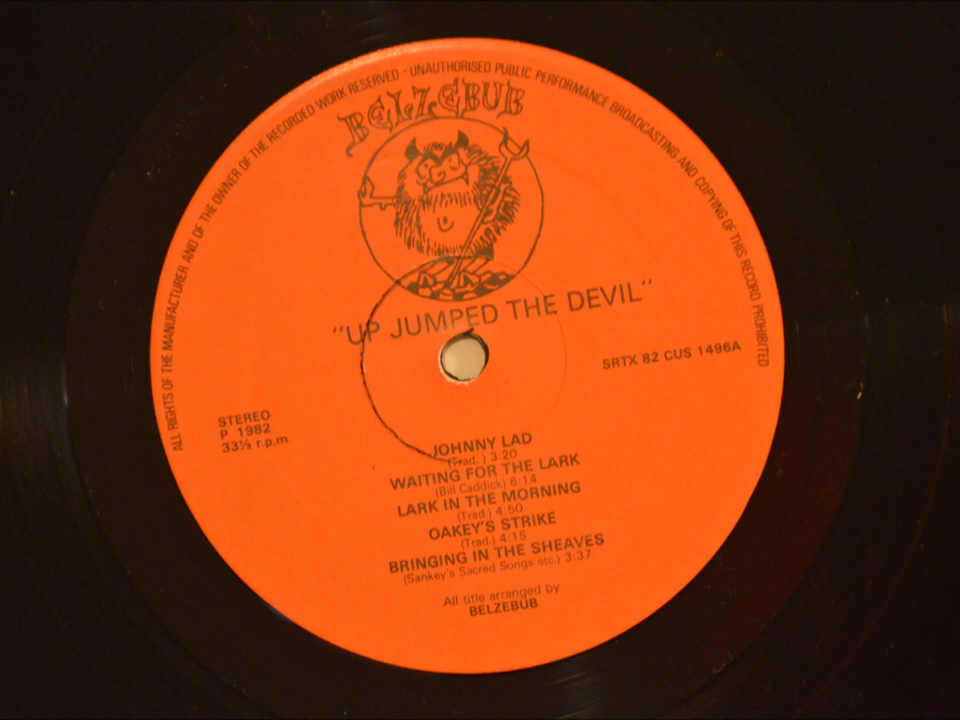 ALL RIGHTS OF THE MANUFACTURER AND OF THE OWNER OF THE RECORDED WORK RESERVED · UNAUTHORISED PUBLIC PERFORMANCE BROADCASTING AND COPYING OF THIS RECORD PROHIBITED
BELZEBUB
"UP JUMPED THE DEVIL"
SRTX 82 CUS 1496A
STEREO
P 1982
33⅓ r.p.m.
JOHNNY LAD
(Trad.) 3:20
WAITING FOR THE LARK
(Bill Caddick) 6:14
LARK IN THE MORNING
(Trad.) 4:50
OAKEY'S STRIKE
(Trad.) 4:15
BRINGING IN THE SHEAVES
(Sankey's Sacred Songs etc.) 3:37
All title arranged by
BELZEBUB